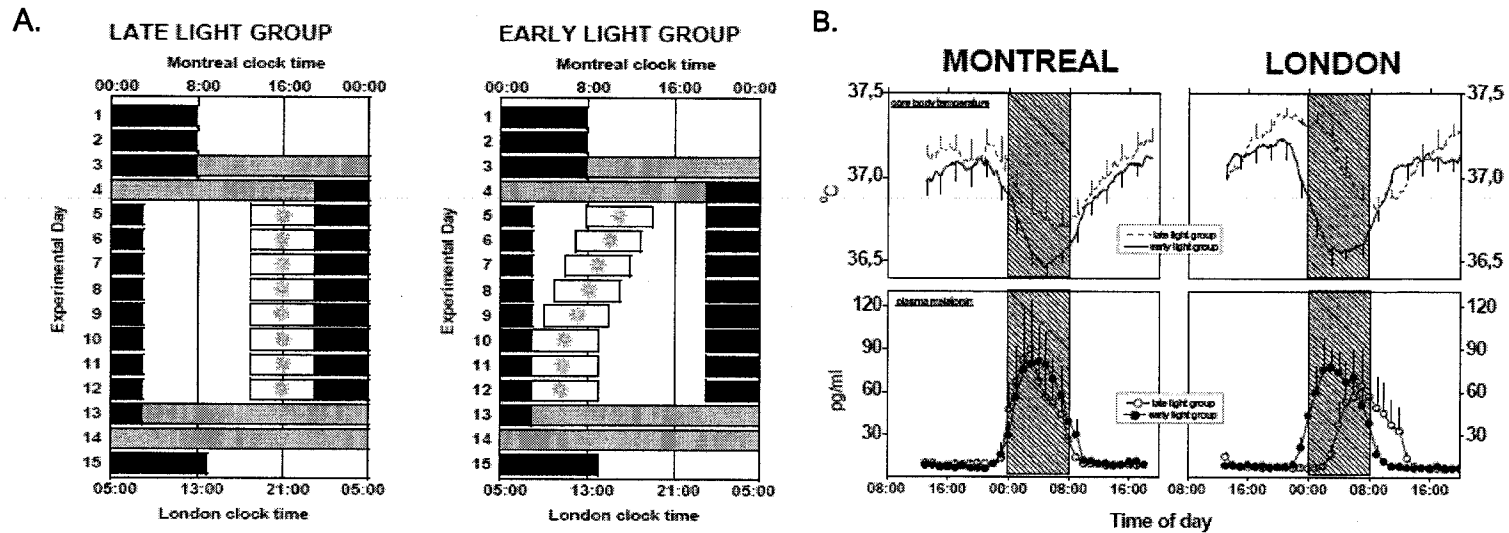 A.
LATE LIGHT GROUP
Montreal clock time
00:00 8:00 16:00 00:00
Experimental Day
1
2
3
4
5
6
7
8
9
10
11
12
13
14
15
05:00 13:00 21:00 05:00
London clock time
EARLY LIGHT GROUP
Montreal clock time
00:00 8:00 16:00 00:00
Experimental Day
1
2
3
4
5
6
7
8
9
10
11
12
13
14
15
05:00 13:00 21:00 05:00
London clock time
B.
MONTREAL LONDON
37,5 37,5
core body temperature
37,0 37,0
°C
late light group
early light group
36,5 36,5
120 120
plasma melatonin
90 90
pg/ml
60 60
late light group
early light group
30 30
08:00 16:00 00:00 08:00 16:00 08:00 16:00 00:00 08:00 16:00
Time of day